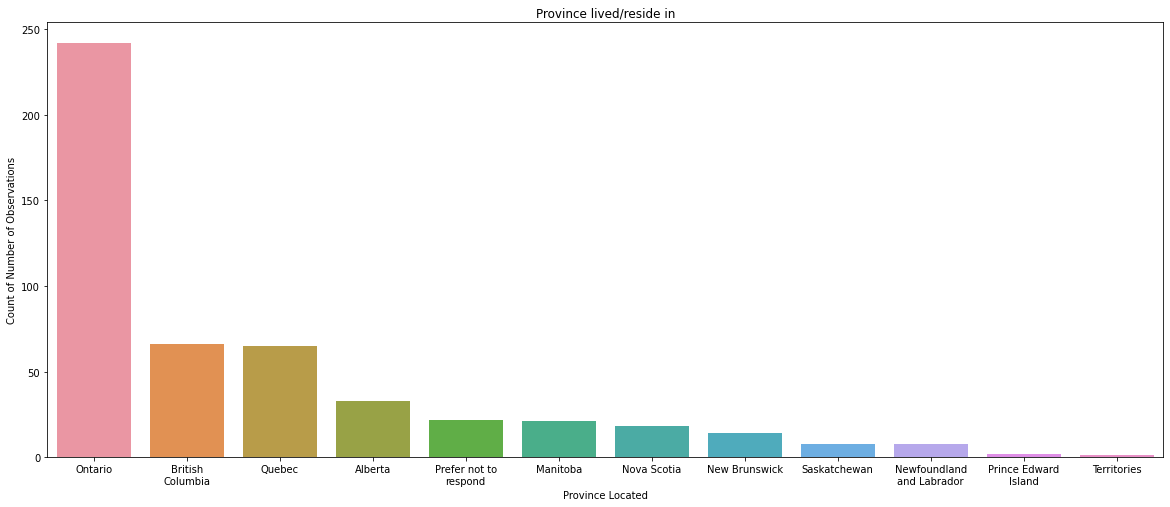 Province lived/reside in
Count of Number of Observations
250
200
150
100
50
0
Ontario
British
Columbia
Quebec
Alberta
Prefer not to
respond
Manitoba
Nova Scotia
New Brunswick
Saskatchewan
Newfoundland
and Labrador
Prince Edward
Island
Territories
Province Located